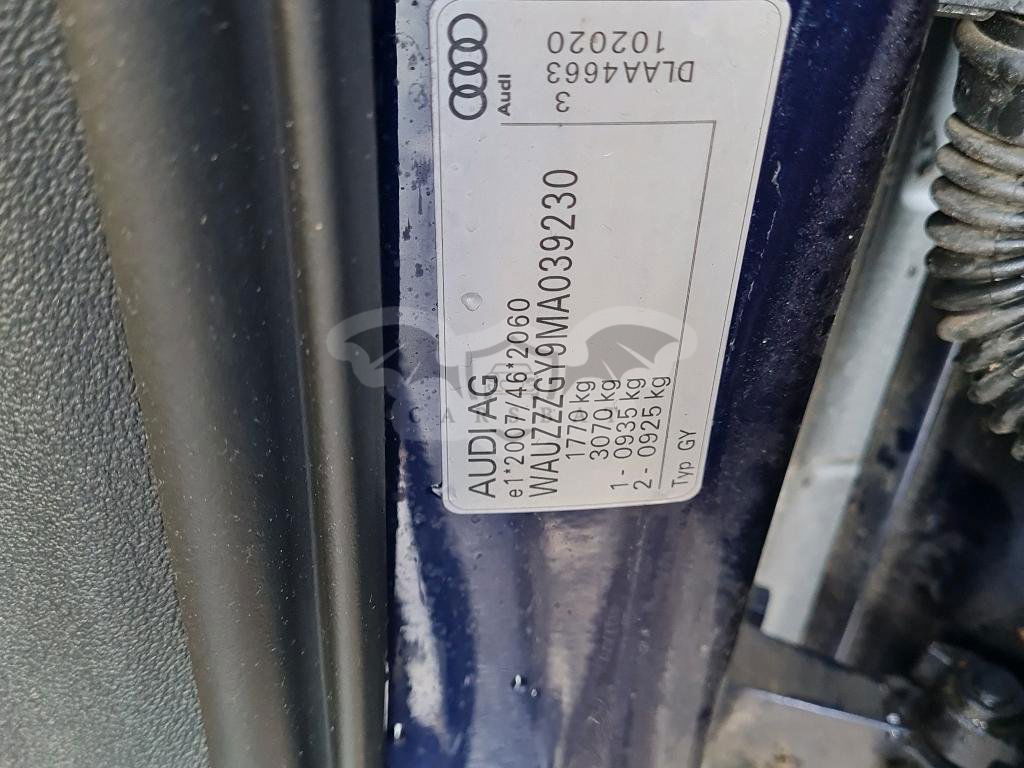 AUDI AG
e1*2007/46*2060
WAUZZZGY9MA039230
1770 kg
3070 kg
1- 0935 kg
2- 0925 kg
Typ GY
Audi
3
DLAA4663
102020